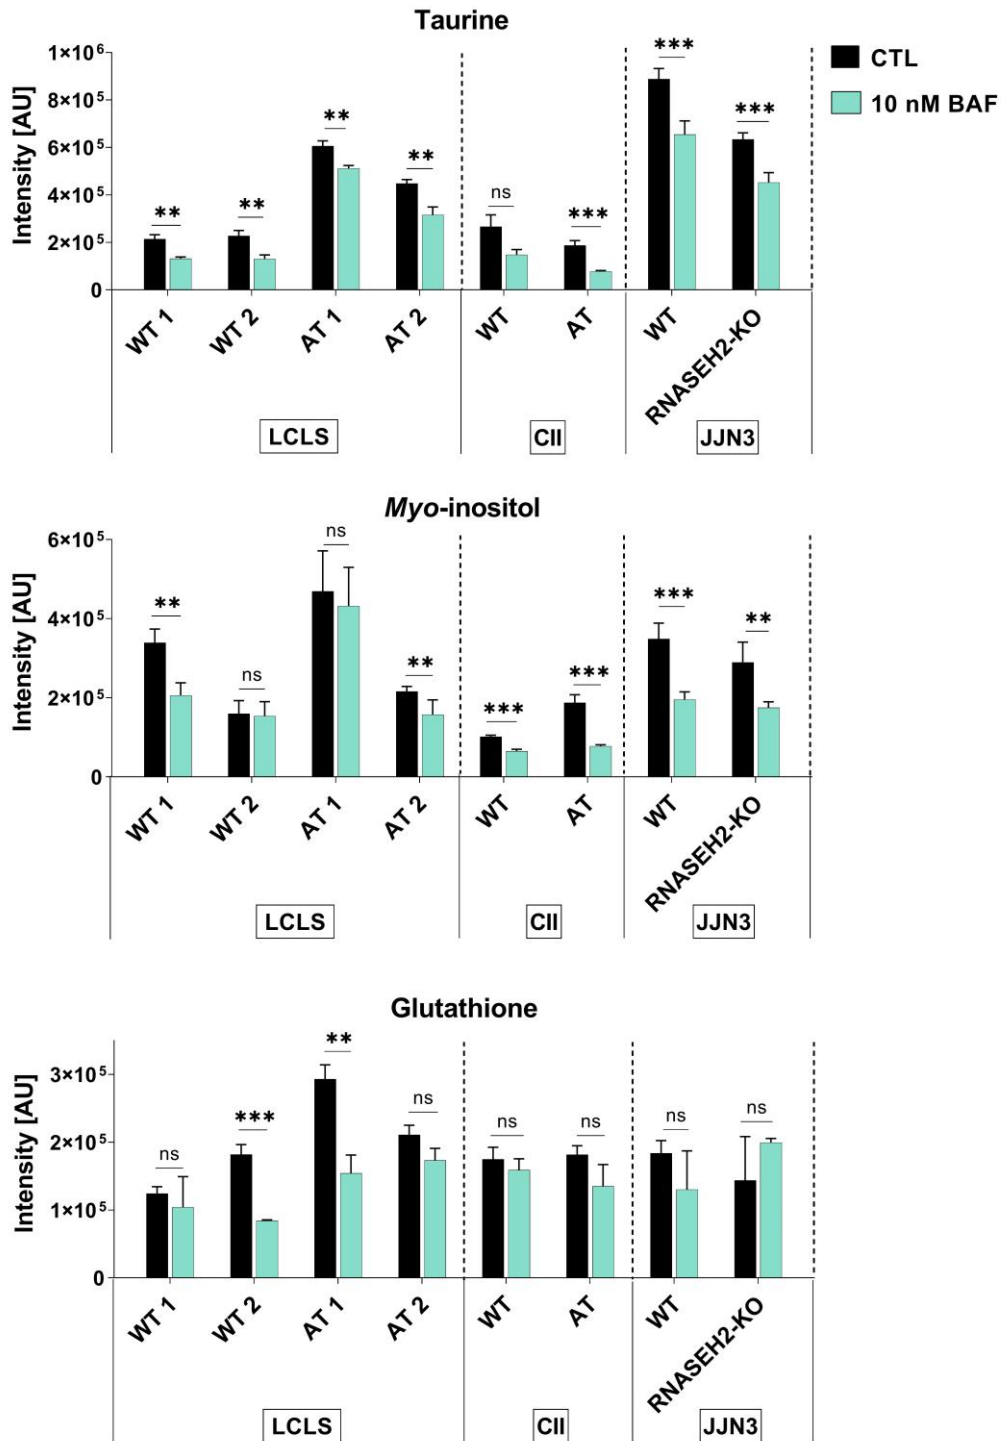 Taurine
CTL
10 nM BAF
Intensity [AU]
1×10⁶
8×10⁵
6×10⁵
4×10⁵
2×10⁵
0
** ** ** ** ns *** *** ***
WT 1 WT 2 AT 1 AT 2 WT AT WT RNASEH2-KO
LCLS CII JJN3
Myo-inositol
Intensity [AU]
6×10⁵
4×10⁵
2×10⁵
0
** ns ns ** *** *** *** **
WT 1 WT 2 AT 1 AT 2 WT AT WT RNASEH2-KO
LCLS CII JJN3
Glutathione
Intensity [AU]
3×10⁵
2×10⁵
1×10⁵
0
ns *** ** ns ns ns ns ns
WT 1 WT 2 AT 1 AT 2 WT AT WT RNASEH2-KO
LCLS CII JJN3